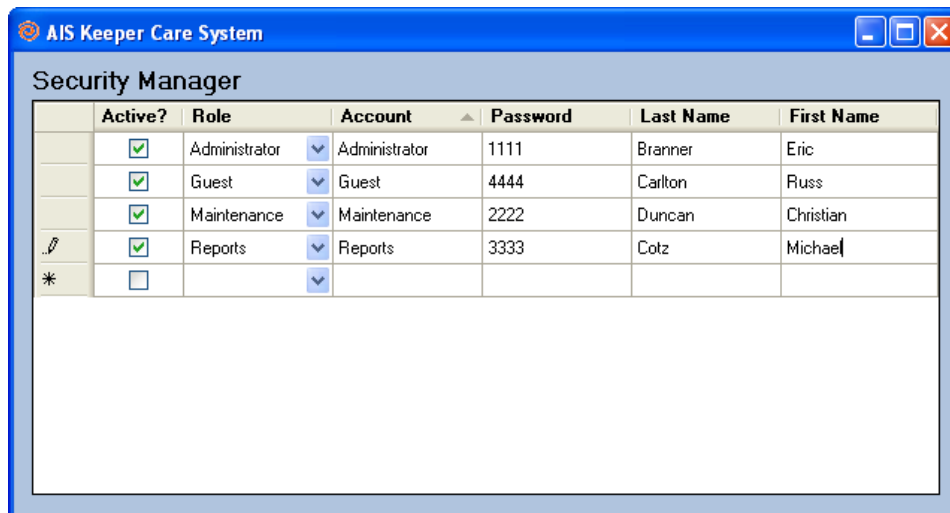 AIS Keeper Care System
Security Manager
Active? Role Account Password Last Name First Name
Administrator Administrator 1111 Branner Eric
Guest Guest 4444 Carlton Russ
Maintenance Maintenance 2222 Duncan Christian
Reports Reports 3333 Cotz Michael